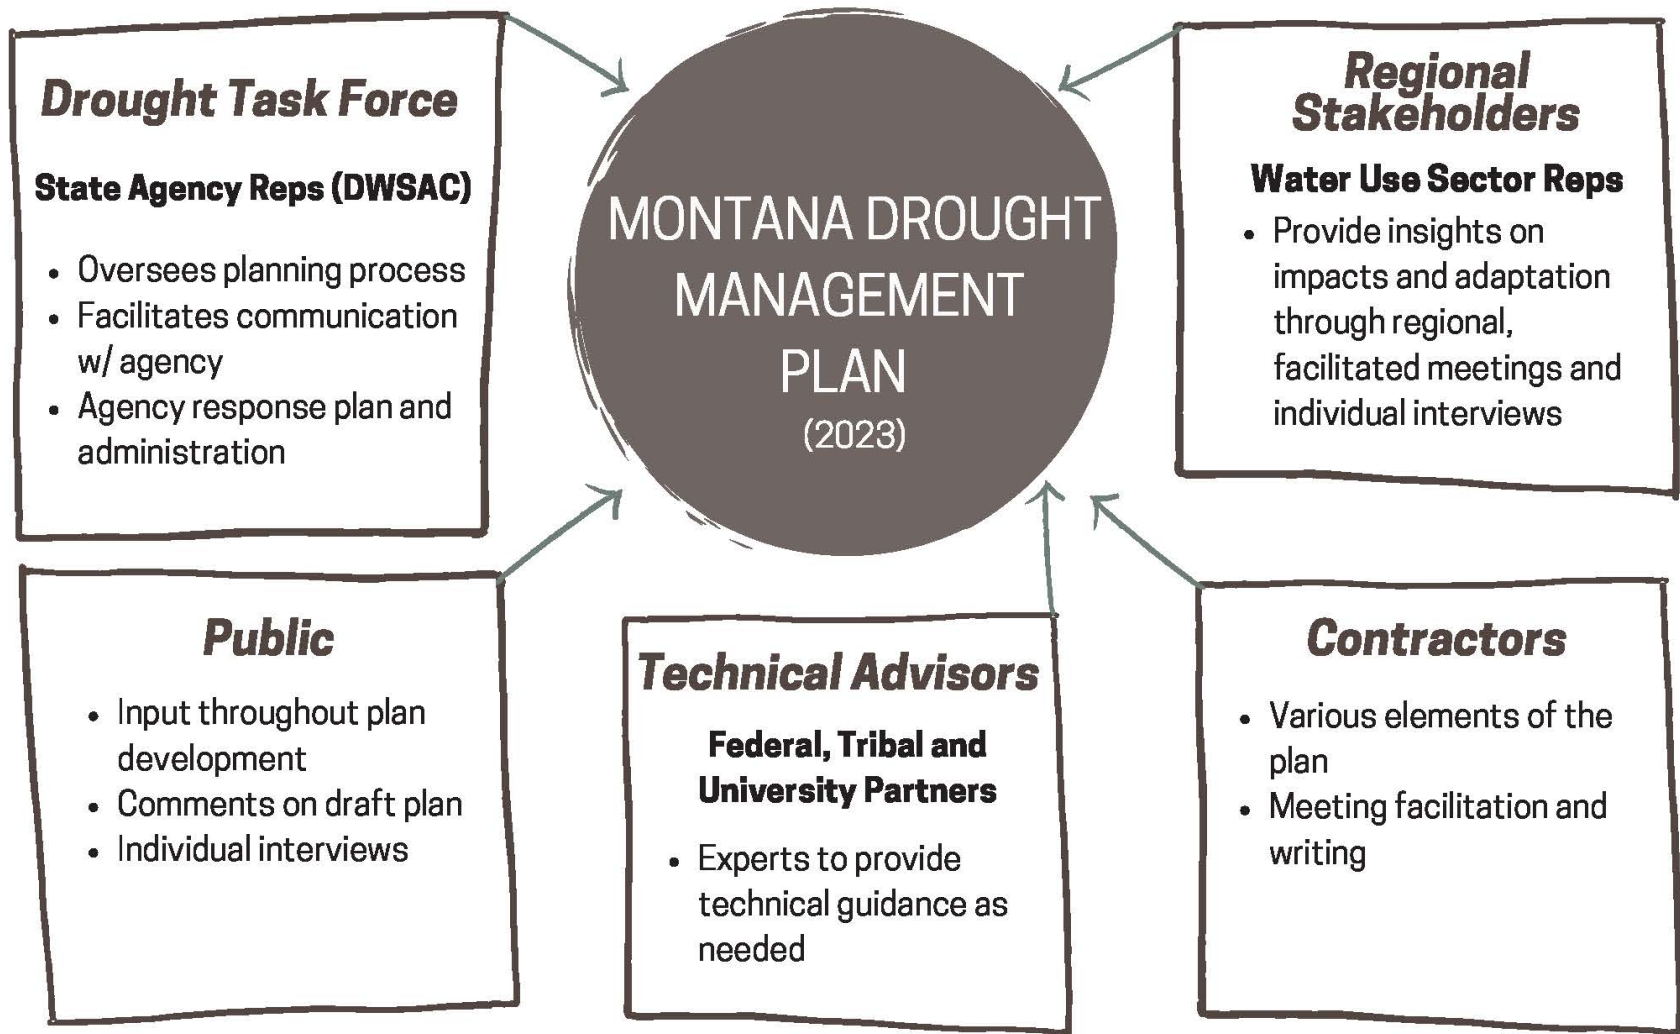 Drought Task Force
State Agency Reps (DWSAC)
• Oversees planning process
• Facilitates communication
w/ agency
• Agency response plan and
administration
MONTANA DROUGHT
MANAGEMENT
PLAN
(2023)
Regional
Stakeholders
Water Use Sector Reps
• Provide insights on
impacts and adaptation
through regional,
facilitated meetings and
individual interviews
Public
• Input throughout plan
development
• Comments on draft plan
• Individual interviews
Technical Advisors
Federal, Tribal and
University Partners
• Experts to provide
technical guidance as
needed
Contractors
• Various elements of the
plan
• Meeting facilitation and
writing